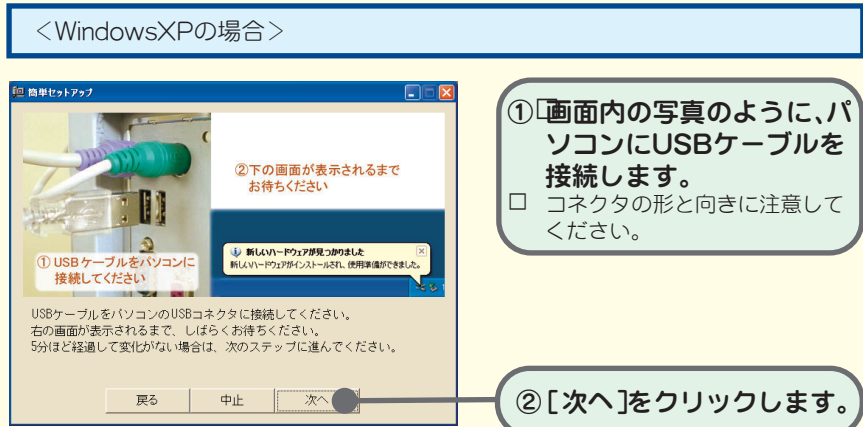 ＜WindowsXPの場合＞
簡単セットアップ
① USBケーブルをパソコンに
接続してください
②下の画面が表示されるまで
お待ちください
新しいハードウェアが見つかりました
新しいハードウェアがインストールされ、使用準備ができました。
USBケーブルをパソコンのUSBコネクタに接続してください。
右の画面が表示されるまで、しばらくお待ちください。
5分ほど経過して変化がない場合は、次のステップに進んでください。
戻る
中止
次へ
①□画面内の写真のように、パ
ソコンにUSBケーブルを
接続します。
□ コネクタの形と向きに注意して
ください。
②[次へ]をクリックします。